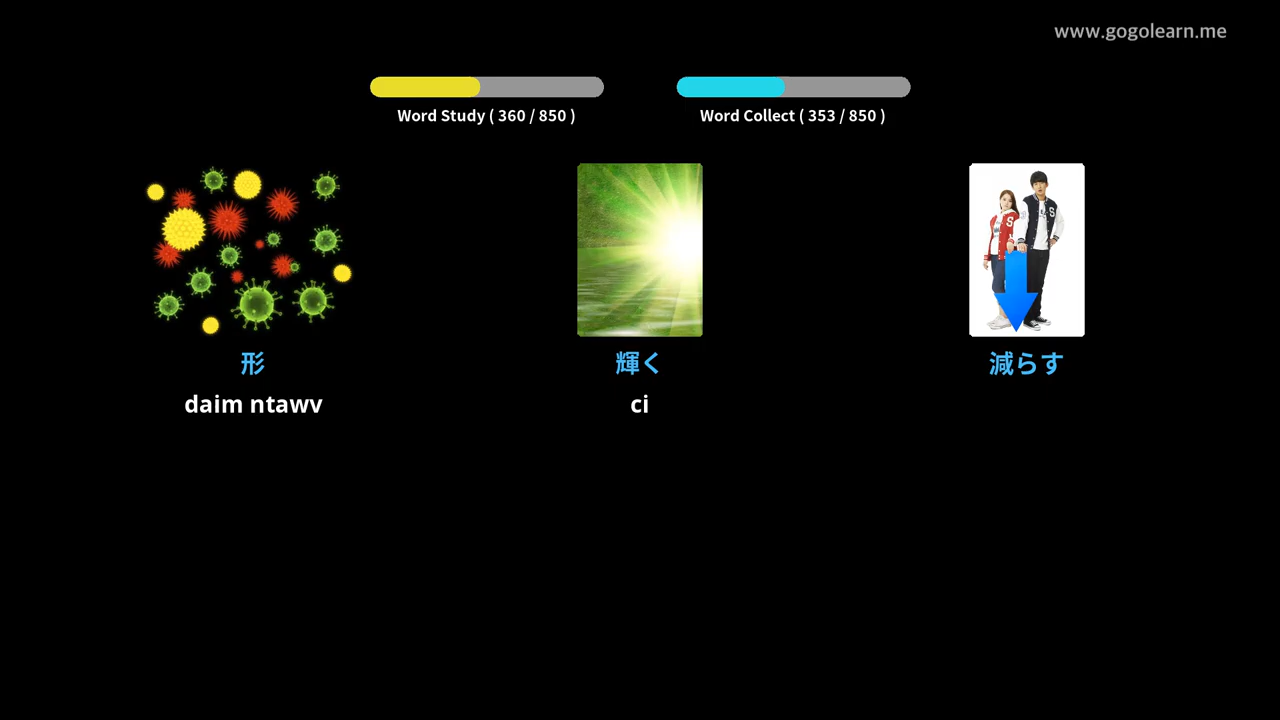 www.gogolearn.me
Word Study ( 360 / 850 )
Word Collect ( 353 / 850 )
形
輝く
減らす
daim ntawv
ci